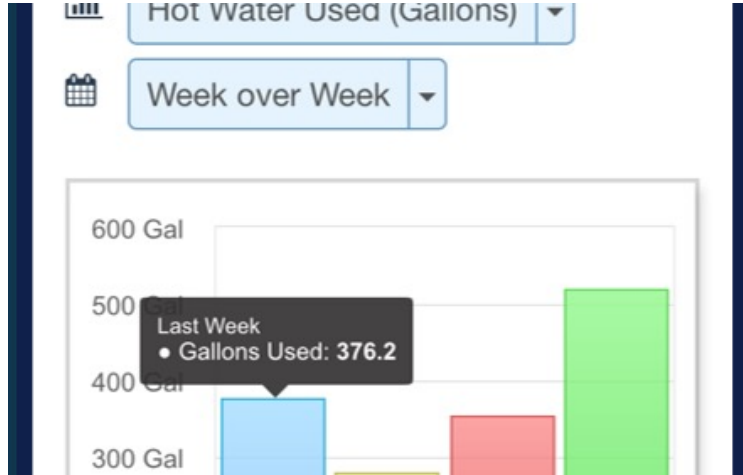 Hot Water Used (Gallons)
Week over Week
600 Gal
500 Gal
Last Week
● Gallons Used: 376.2
400 Gal
300 Gal